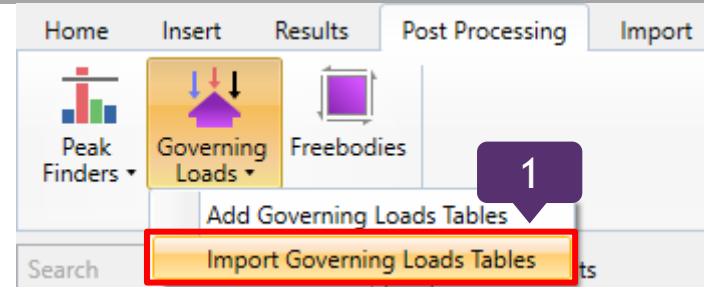 Home Insert Results Post Processing Import
Peak Finders
Governing Loads
Freebodies
1
Add Governing Loads Tables
Import Governing Loads Tables
Search
ts